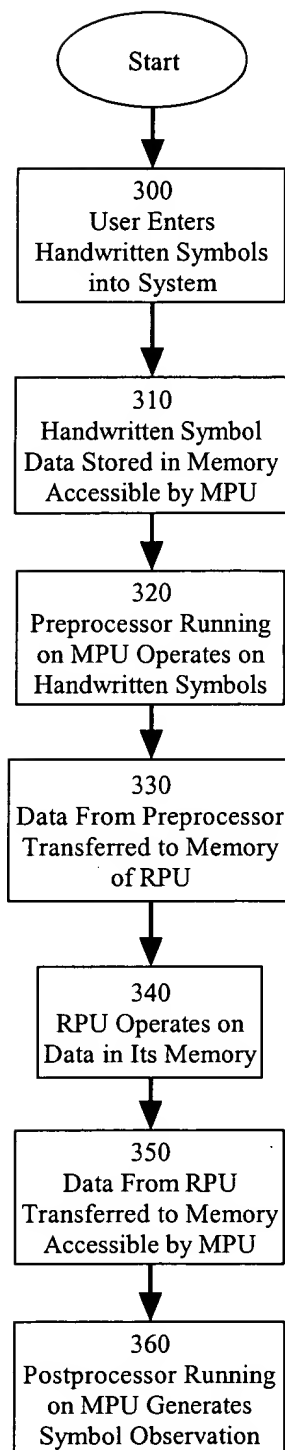 Start
300
User Enters
Handwritten Symbols
into System
310
Handwritten Symbol
Data Stored in Memory
Accessible by MPU
320
Preprocessor Running
on MPU Operates on
Handwritten Symbols
330
Data From Preprocessor
Transferred to Memory
of RPU
340
RPU Operates on
Data in Its Memory
350
Data From RPU
Transferred to Memory
Accessible by MPU
360
Postprocessor Running
on MPU Generates
Symbol Observation